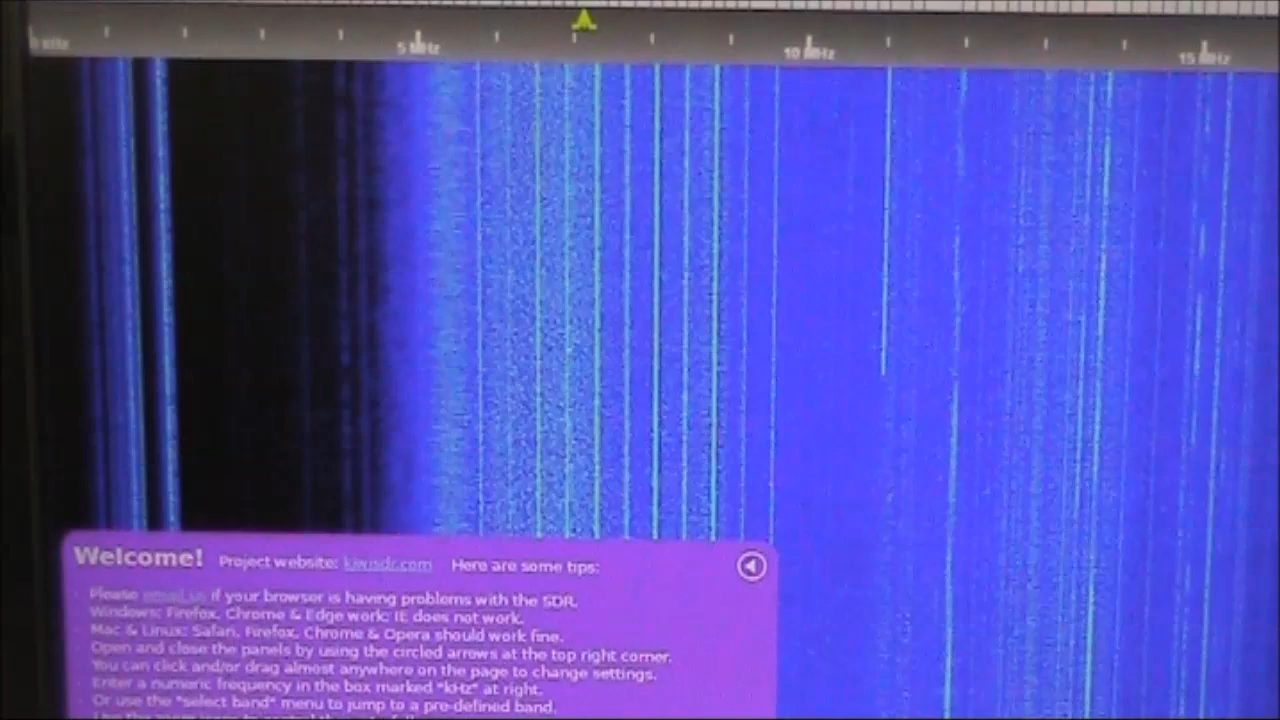 0 kHz 5 MHz 10 MHz 15 MHz
Welcome! Project website: kiwisdr.com Here are some tips:
Please email us if your browser is having problems with the SDR.
Windows: Firefox, Chrome & Edge work; IE does not work.
Mac & Linux: Safari, Firefox, Chrome & Opera should work fine.
Open and close the panels by using the circled arrows at the top right corner.
You can click and/or drag almost anywhere on the page to change settings.
Enter a numeric frequency in the box marked "kHz" at right.
Or use the "select band" menu to jump to a pre-defined band.